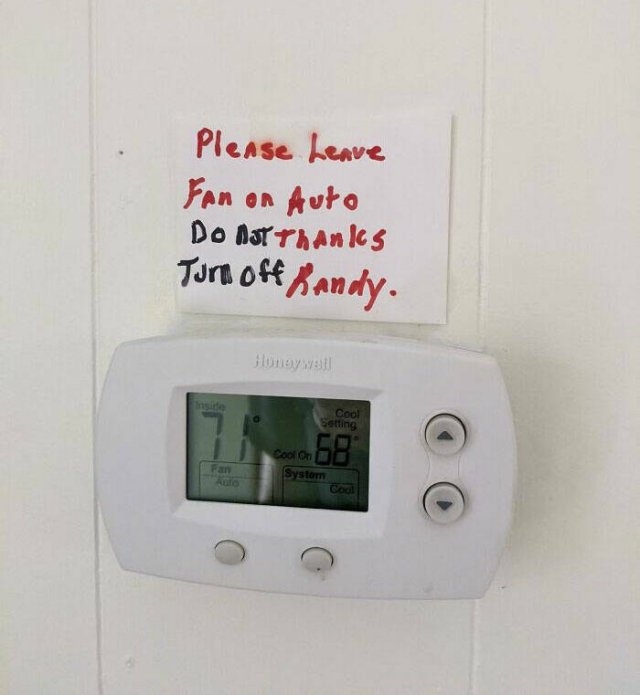 Please Leave
Fan on Auto
Do Not Thanks
Turn off Randy.
Honeywell
Inside
71°
Cool
Setting
Cool On 68°
Fan
Auto
System
Cool